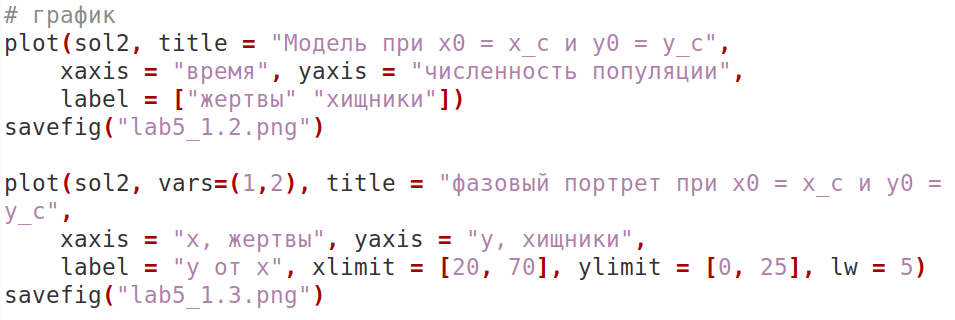 # график
plot(sol2, title = "Модель при x0 = x_c и y0 = y_c",
    xaxis = "время", yaxis = "численность популяции",
    label = ["жертвы" "хищники"])
savefig("lab5_1.2.png")

plot(sol2, vars=(1,2), title = "фазовый портрет при x0 = x_c и y0 =
y_c",
    xaxis = "x, жертвы", yaxis = "y, хищники",
    label = "y от x", xlimit = [20, 70], ylimit = [0, 25], lw = 5)
savefig("lab5_1.3.png")